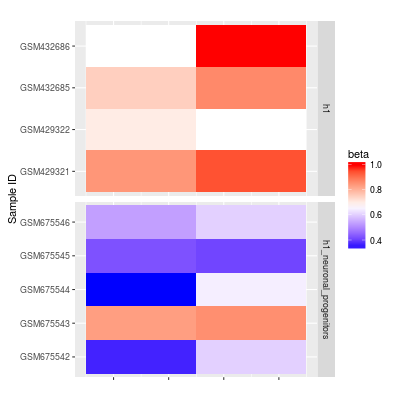 Sample ID
GSM432686
GSM432685
GSM429322
GSM429321
h1
GSM675546
GSM675545
GSM675544
GSM675543
GSM675542
h1_neuronal_progenitors
beta
1.0
0.8
0.6
0.4